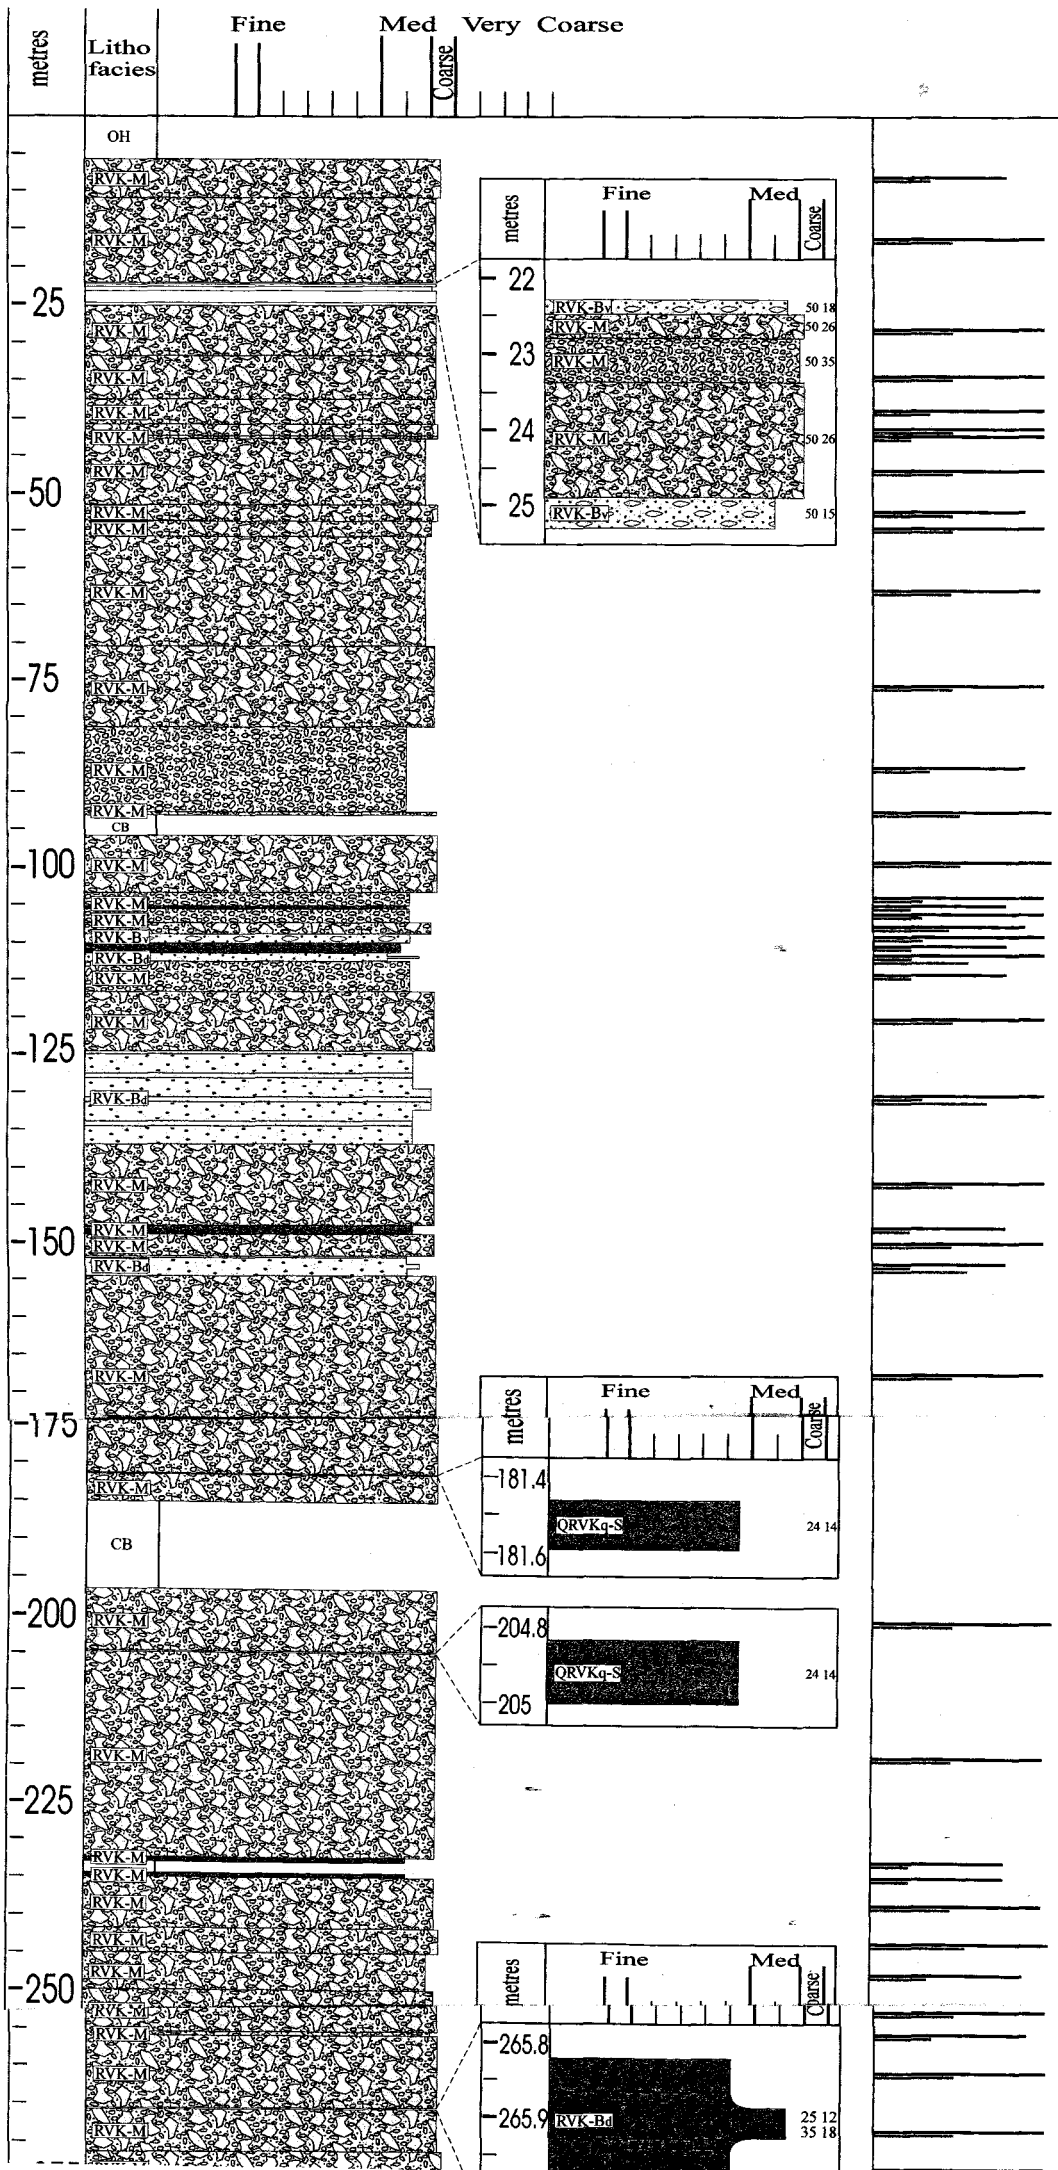 metres
Litho
facies
Fine
Med
Coarse
Very Coarse
OH
RVK-M
RVK-M
25
RVK-M
RVK-M
RVK-M
RVK-M
RVK-M
50
RVK-M
RVK-M
RVK-M
75
RVK-M
RVK-M
RVK-M
CB
100
RVK-M
RVK-M
RVK-M
RVK-Bv
RVK-Bd
RVK-M
RVK-M
125
RVK-Bd
RVK-M
RVK-M
150
RVK-M
RVK-Bd
RVK-M
175
RVK-M
CB
200
RVK-M
RVK-M
225
RVK-M
RVK-M
RVK-M
RVK-M
RVK-M
250
RVK-M
RVK-M
RVK-M
RVK-M
metres
Fine
Med
Coarse
22
RVK-Bv 50 18
RVK-M 50 26
23
RVK-M 50 35
24
RVK-M 50 26
25
RVK-Bv 50 15
metres
Fine
Med
Coarse
181.4
QRVKq-S 24 14
181.6
204.8
QRVKq-S 24 14
205
metres
Fine
Med
Coarse
265.8
265.9
RVK-Bd 25 12
35 18